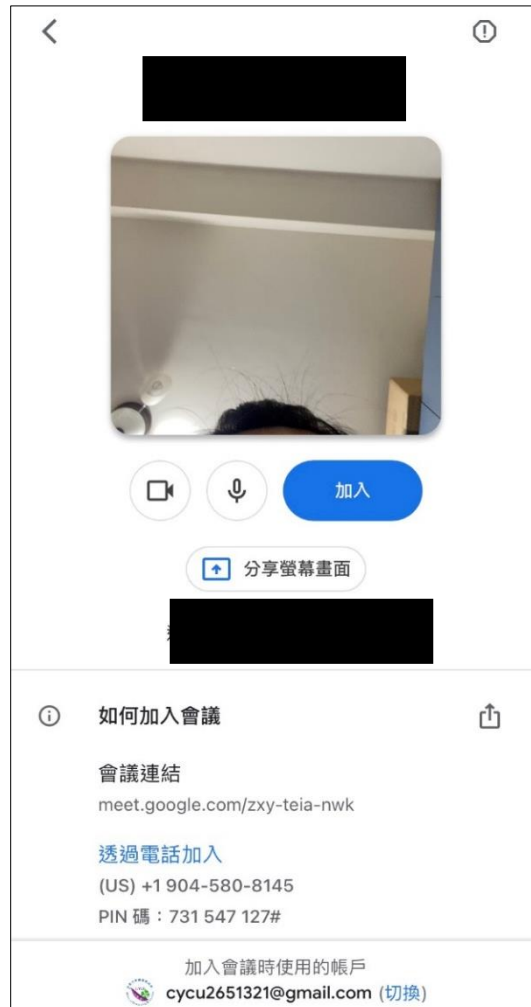 加入
分享螢幕畫面
如何加入會議
會議連結
meet.google.com/zxy-teia-nwk
透過電話加入
(US) +1 904-580-8145
PIN 碼：731 547 127#
加入會議時使用的帳戶
cycu2651321@gmail.com (切換)